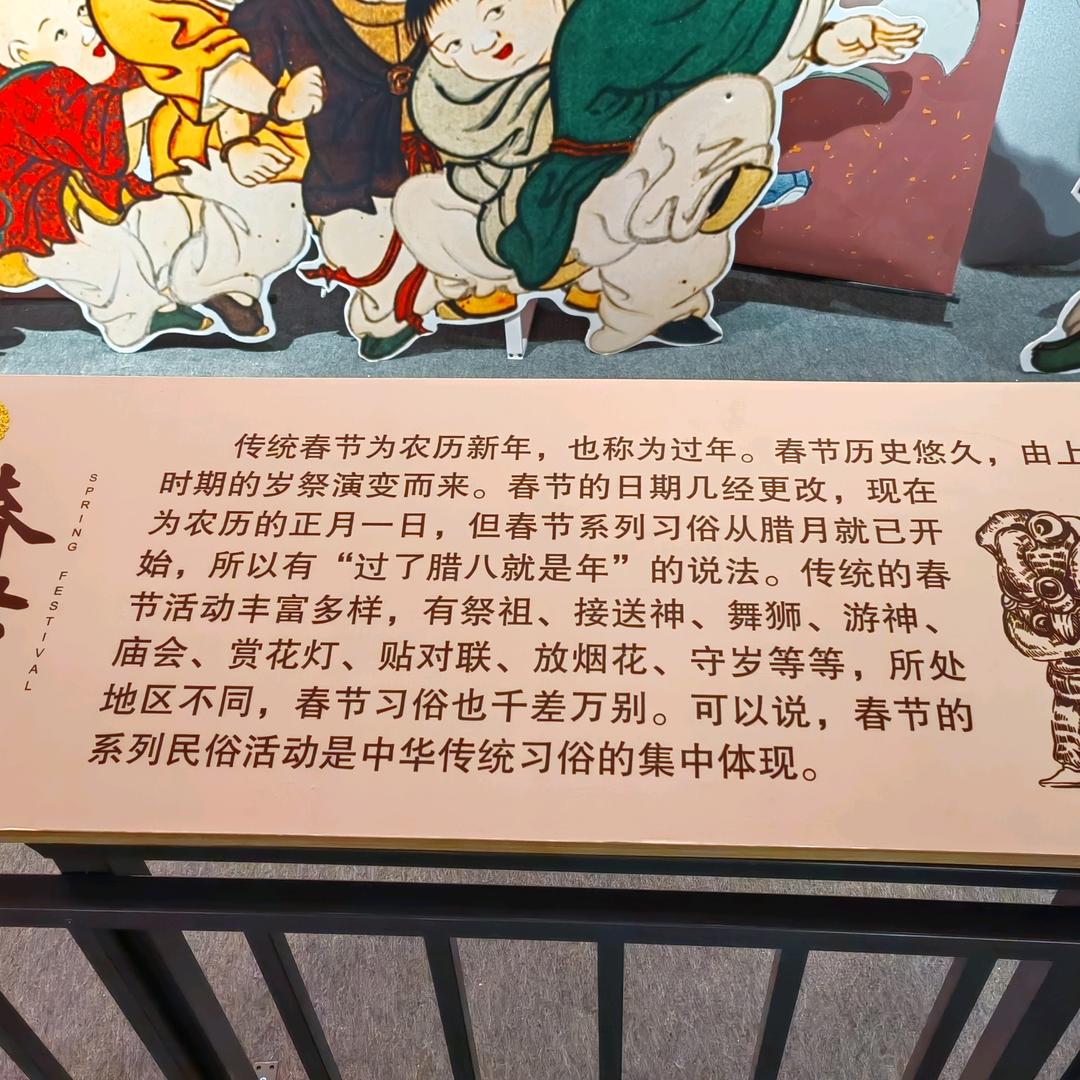 春节
SPRING FESTIVAL
传统春节为农历新年，也称为过年。春节历史悠久，由上
时期的岁祭演变而来。春节的日期几经更改，现在
为农历的正月一日，但春节系列习俗从腊月就已开
始，所以有“过了腊八就是年”的说法。传统的春
节活动丰富多样，有祭祖、接送神、舞狮、游神、
庙会、赏花灯、贴对联、放烟花、守岁等等，所处
地区不同，春节习俗也千差万别。可以说，春节的
系列民俗活动是中华传统习俗的集中体现。